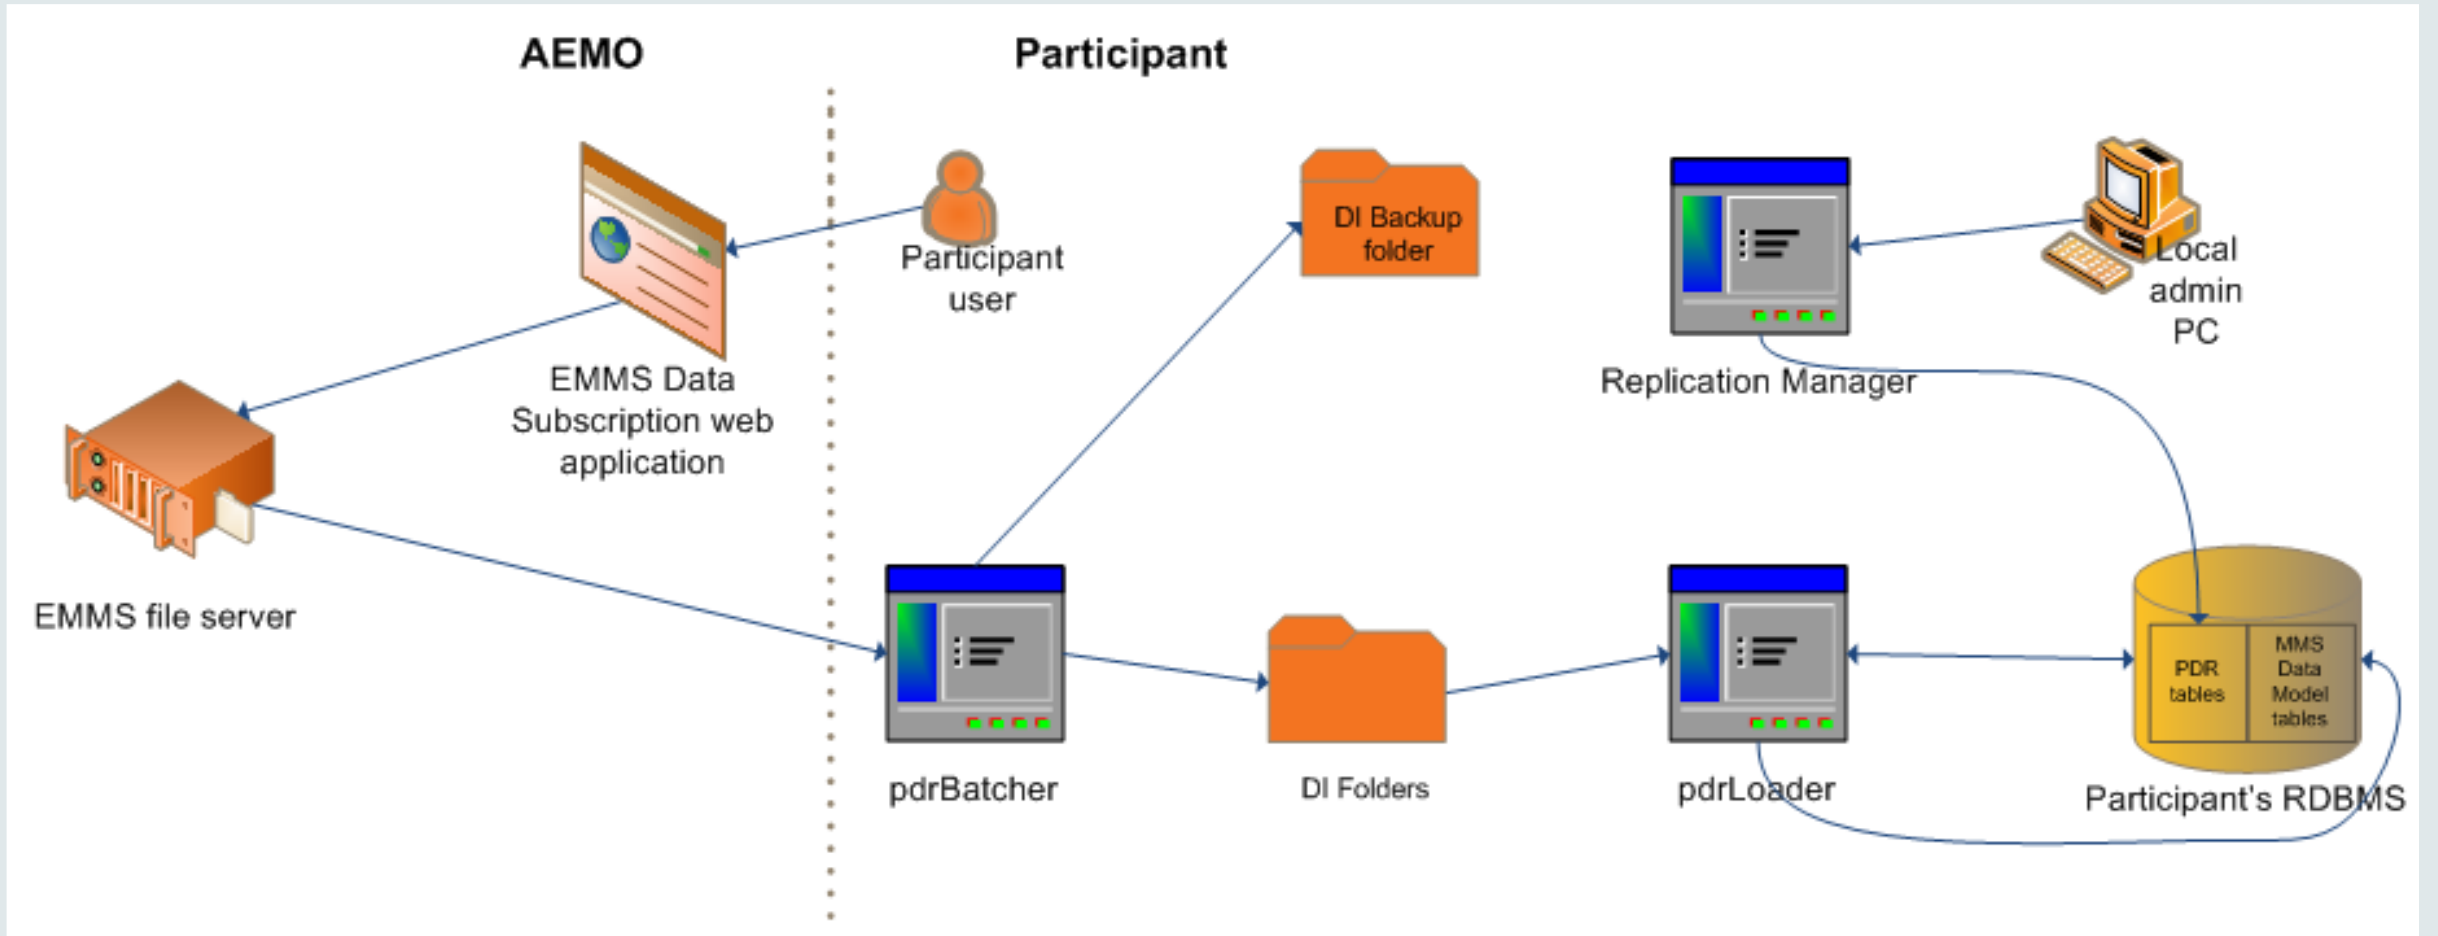 AEMO
Participant
Participant
user
DI Backup
folder
Local
admin
PC
EMMS Data
Subscription web
application
Replication Manager
EMMS file server
PDR
tables
MMS
Data
Model
tables
pdrBatcher
DI Folders
pdrLoader
Participant's RDBMS